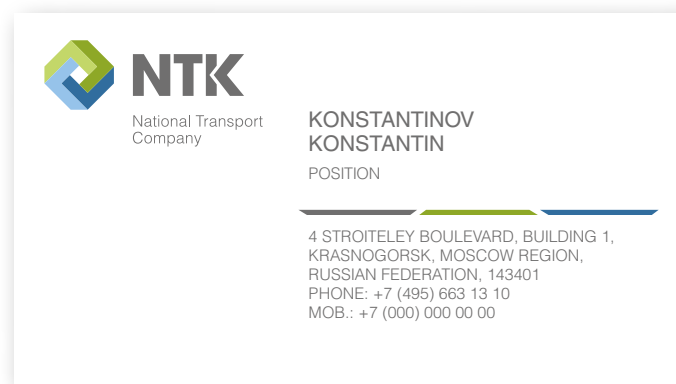 NTK
National Transport
Company
KONSTANTINOV
KONSTANTIN
POSITION
4 STROITELEY BOULEVARD, BUILDING 1,
KRASNOGORSK, MOSCOW REGION,
RUSSIAN FEDERATION, 143401
PHONE: +7 (495) 663 13 10
MOB.: +7 (000) 000 00 00